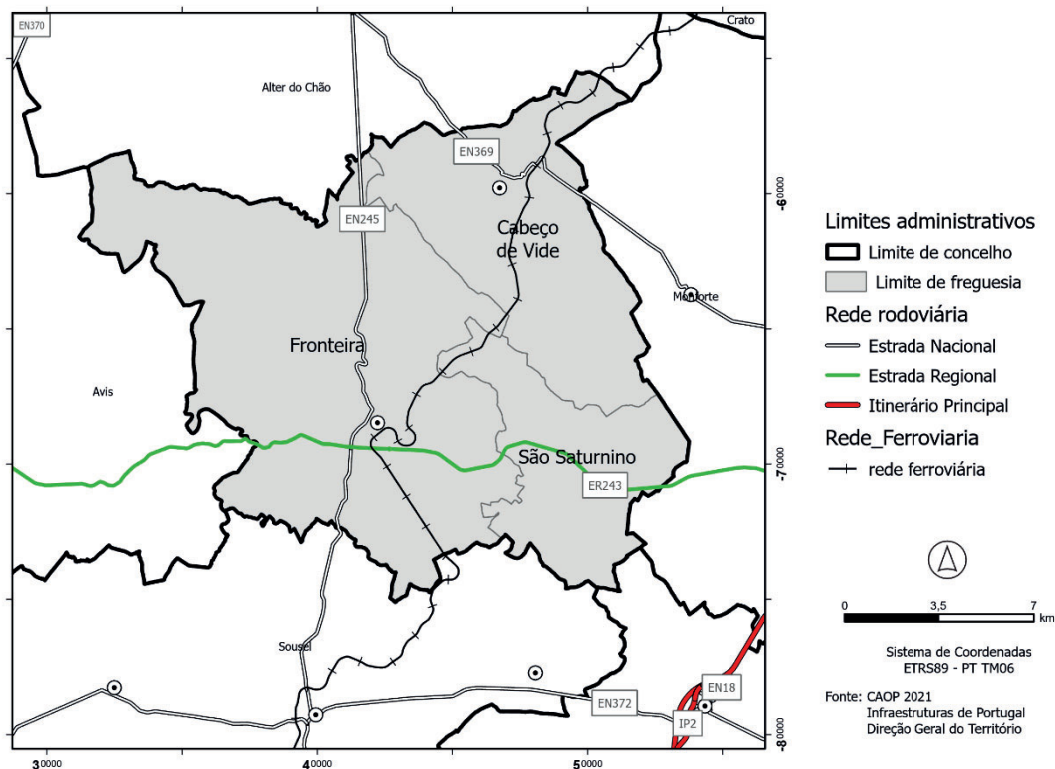 EN370
Crato
Alter do Chão
EN369
EN245
Cabeço
de Vide
Monforte
Fronteira
Avis
São Saturnino
ER243
Sousel
EN18
EN372
IP2
-60000
-70000
-80000
30000
40000
50000
Limites administrativos
Limite de concelho
Limite de freguesia
Rede rodoviária
Estrada Nacional
Estrada Regional
Itinerário Principal
Rede_Ferroviaria
rede ferroviária
0 3,5 7
km
Sistema de Coordenadas
ETRS89 - PT TM06
Fonte: CAOP 2021
Infraestruturas de Portugal
Direção Geral do Território